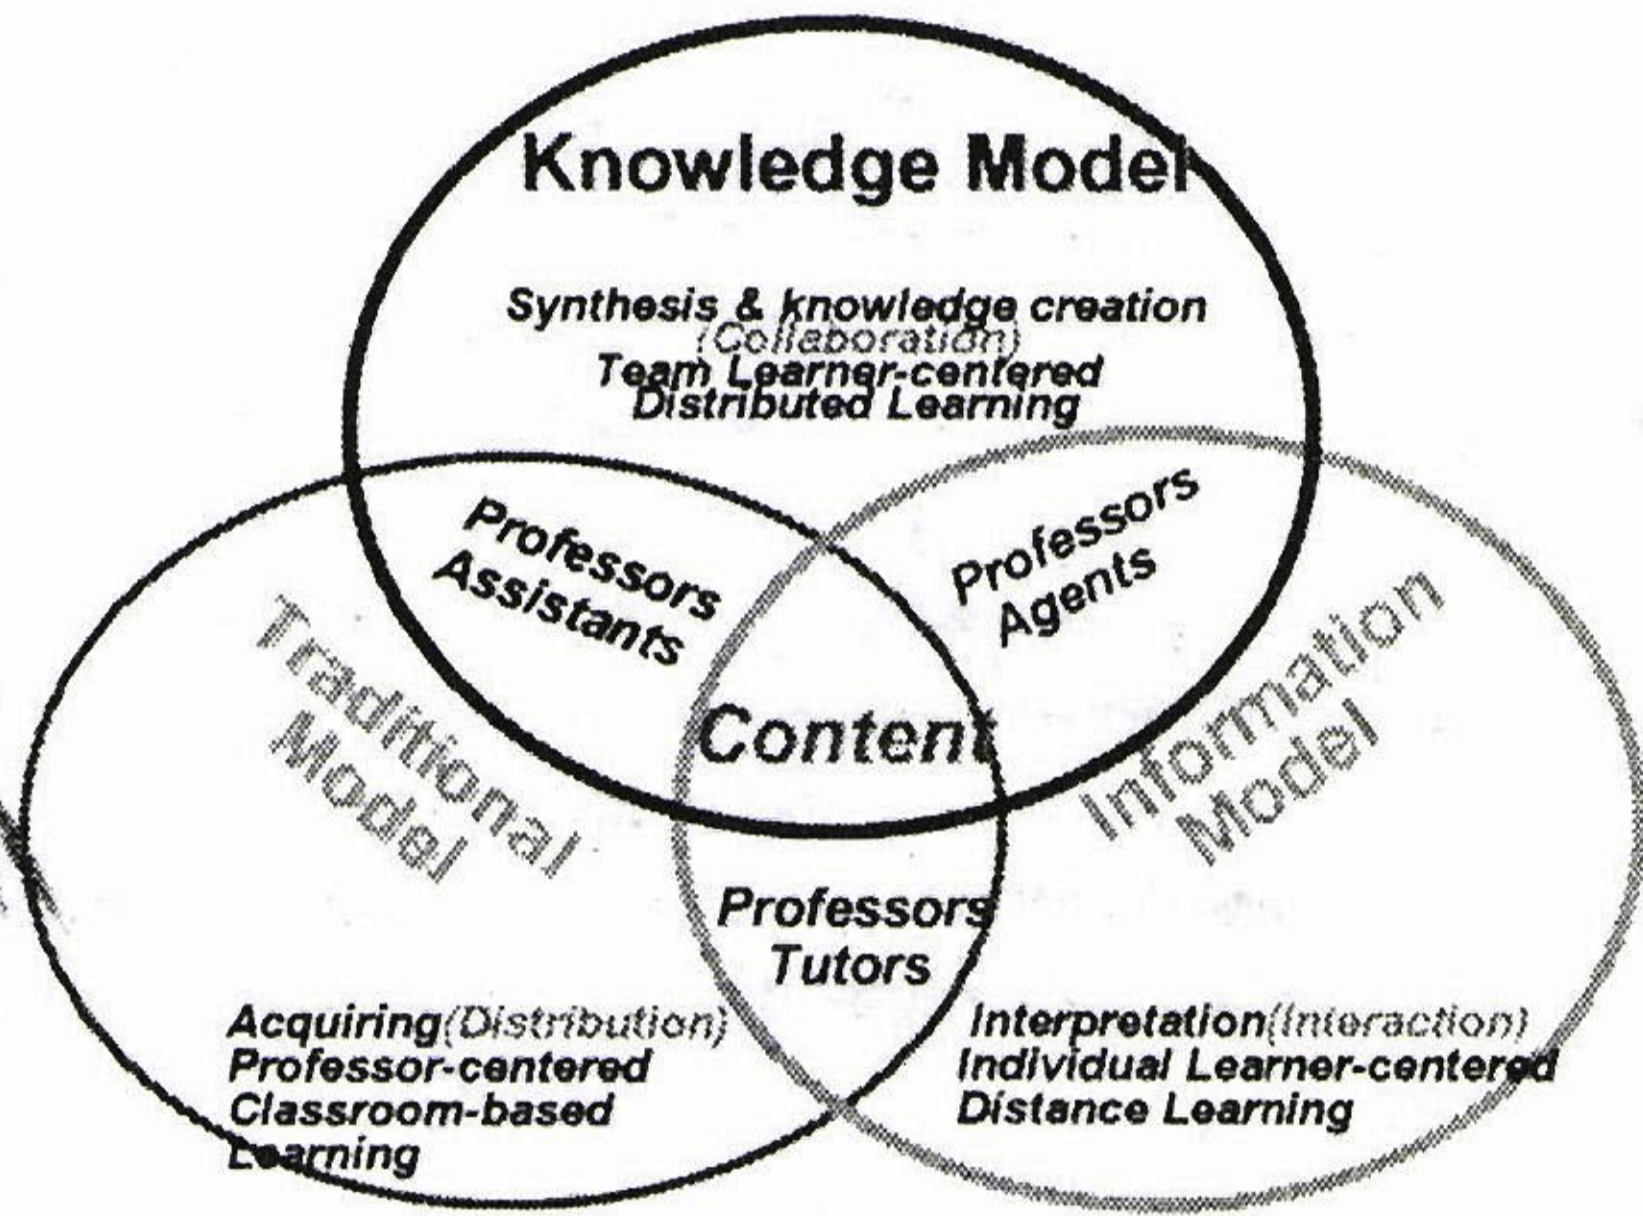 Knowledge Model
Synthesis & knowledge creation
(Collaboration)
Team Learner-centered
Distributed Learning
Professors
Assistants
Professors
Agents
Traditional
Model
Content
Information
Model
Professors
Tutors
Acquiring(Distribution)
Professor-centered
Classroom-based
Learning
Interpretation(Interaction)
Individual Learner-centered
Distance Learning